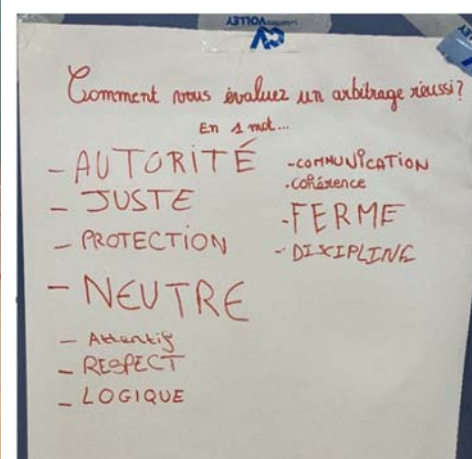 VOLLEY
Comment vous évaluez un arbitrage réussi?
En 1 mot...
- AUTORITÉ
- JUSTE
- PROTECTION
- NEUTRE
- Attentif
- RESPECT
- LOGIQUE
- COMMUNICATION
- Cohérence
- FERME
- DISCIPLINE